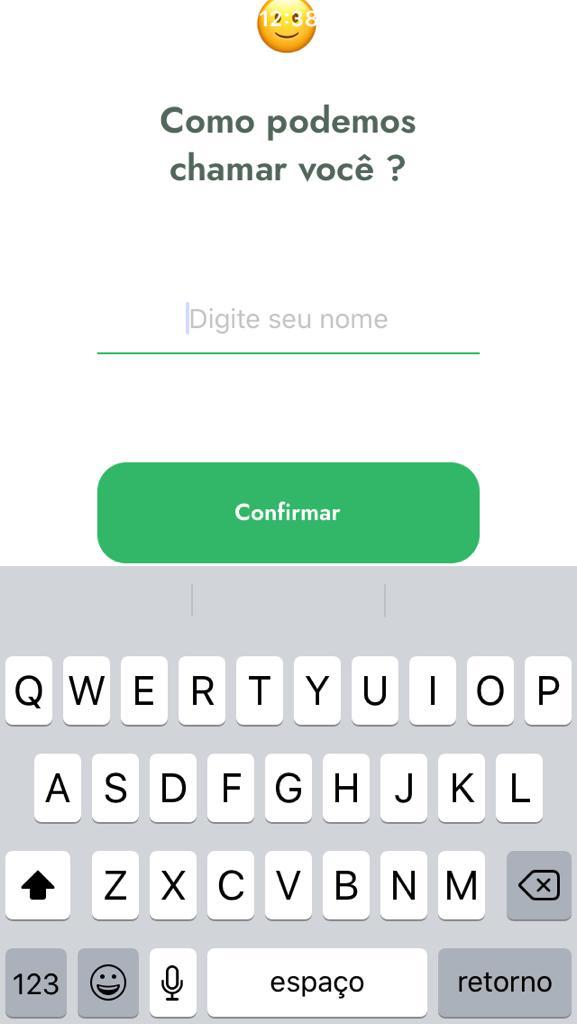 12:38
Como podemos
chamar você ?
Digite seu nome
Confirmar
Q W E R T Y U I O P
A S D F G H J K L
Z X C V B N M
123 espaço retorno